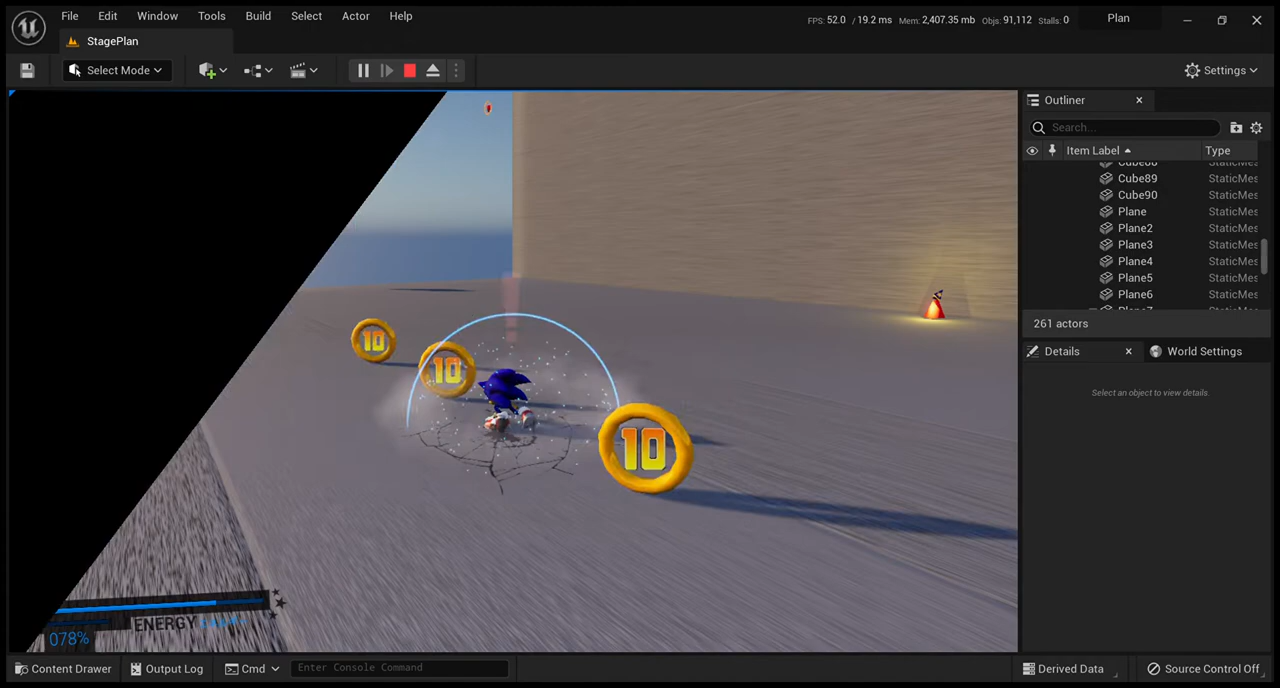 File Edit Window Tools Build Select Actor Help
FPS: 52.0 / 19.2 ms Mem: 2,407.35 mb Objs: 91,112 Stalls: 0
Plan
StagePlan
Select Mode
Settings
Outliner
Search...
Item Label Type
Cube88 StaticMes
Cube89 StaticMes
Cube90 StaticMes
Plane StaticMes
Plane2 StaticMes
Plane3 StaticMes
Plane4 StaticMes
Plane5 StaticMes
Plane6 StaticMes
261 actors
Details
World Settings
Select an object to view details.
10
10
10
ENERGY
078%
Content Drawer Output Log Cmd Enter Console Command
Derived Data Source Control Off